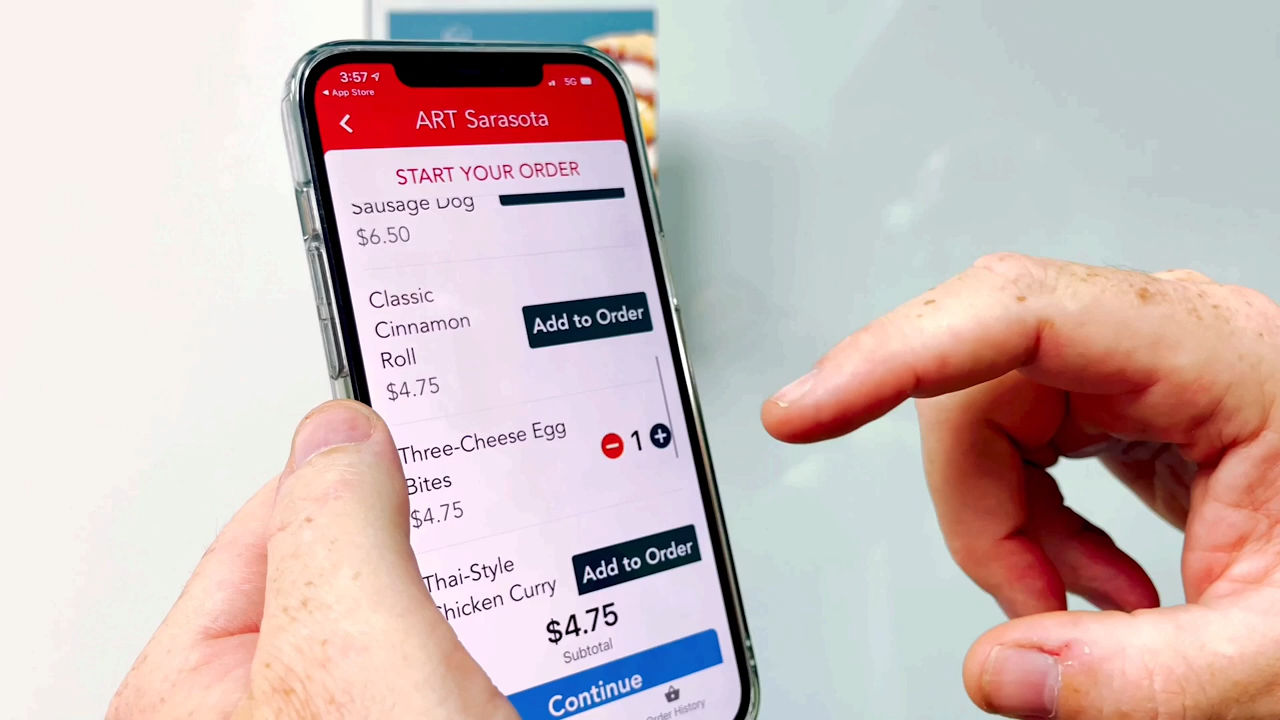 3:57
5G
App Store
ART Sarasota
START YOUR ORDER
Sausage Dog
$6.50
Classic
Cinnamon
Roll
$4.75
Add to Order
Three-Cheese Egg
Bites
$4.75
1
Thai-Style
Chicken Curry
Add to Order
$4.75
Subtotal
Continue
Order History